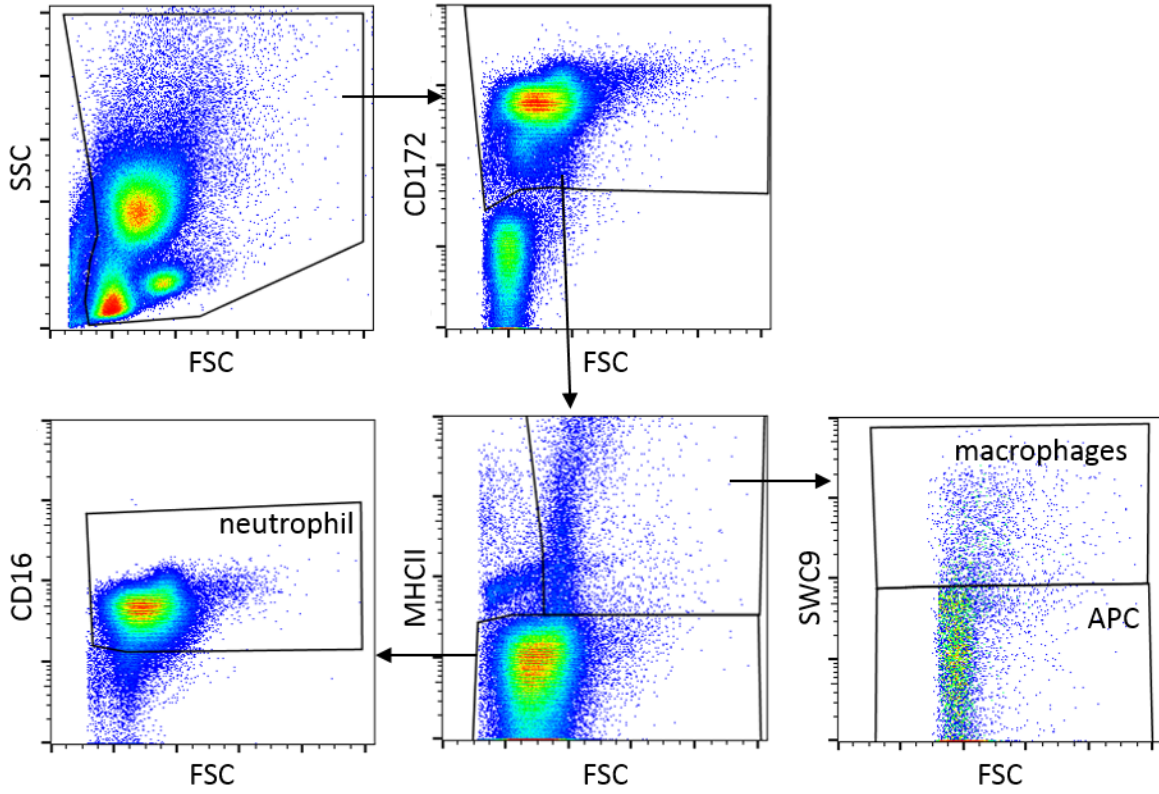 SSC
FSC
CD172
FSC
CD16
neutrophil
FSC
MHCII
FSC
SWC9
macrophages
APC
FSC